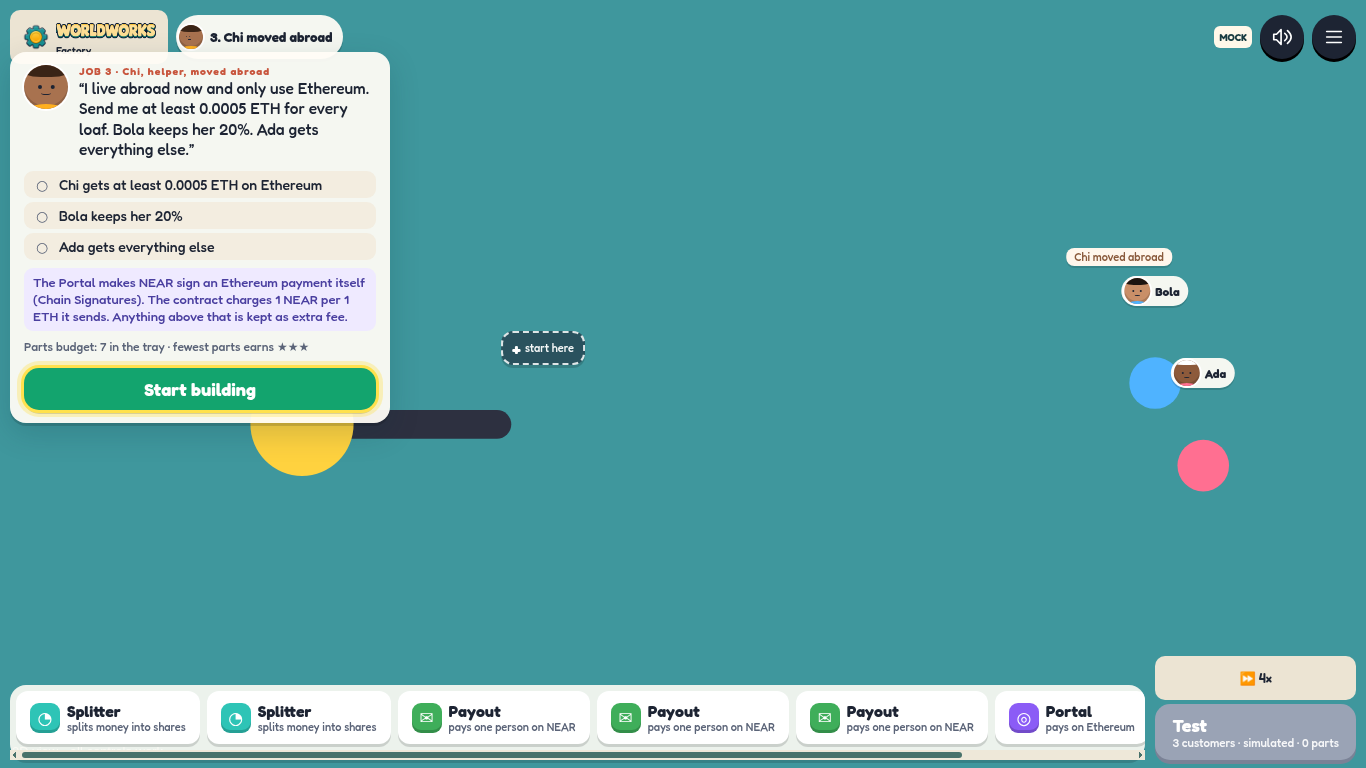 WORLDWORKS
Factory
3. Chi moved abroad
MOCK
JOB 3 · Chi, helper, moved abroad
“I live abroad now and only use Ethereum.
Send me at least 0.0005 ETH for every
loaf. Bola keeps her 20%. Ada gets
everything else.”
Chi gets at least 0.0005 ETH on Ethereum
Bola keeps her 20%
Ada gets everything else
The Portal makes NEAR sign an Ethereum payment itself
(Chain Signatures). The contract charges 1 NEAR per 1
ETH it sends. Anything above that is kept as extra fee.
Parts budget: 7 in the tray · fewest parts earns ★★★
Start building
+ start here
Chi moved abroad
Bola
Ada
Splitter
splits money into shares
Splitter
splits money into shares
Payout
pays one person on NEAR
Payout
pays one person on NEAR
Payout
pays one person on NEAR
Portal
pays on Ethereum
⏩ 4x
Test
3 customers · simulated · 0 parts